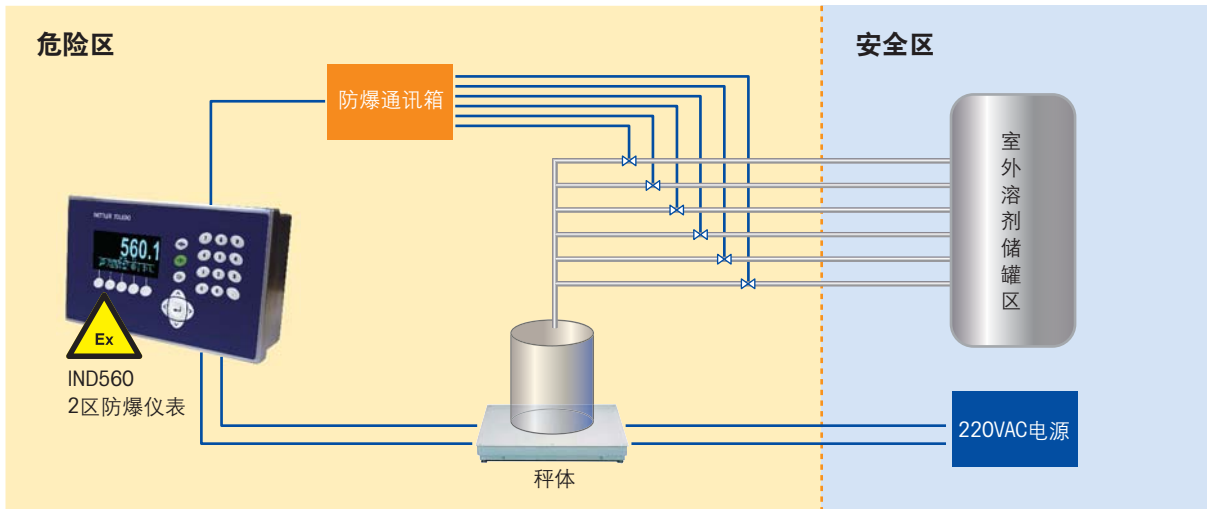 危险区
安全区
防爆通讯箱
室外溶剂储罐区
METTLER TOLEDO
560.1
Ex
IND560
2区防爆仪表
220VAC电源
秤体